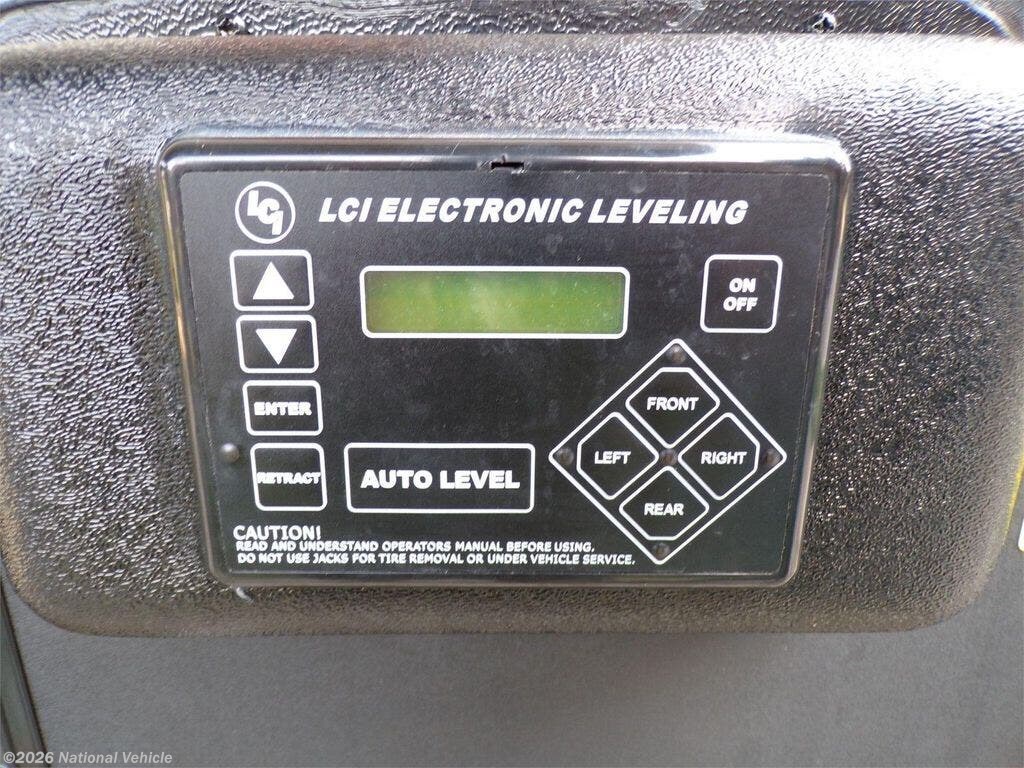 LCI
LCI ELECTRONIC LEVELING
ON
OFF
ENTER
RETRACT
AUTO LEVEL
FRONT
LEFT
RIGHT
REAR
CAUTION!
READ AND UNDERSTAND OPERATORS MANUAL BEFORE USING.
DO NOT USE JACKS FOR TIRE REMOVAL OR UNDER VEHICLE SERVICE.
©2026 National Vehicle